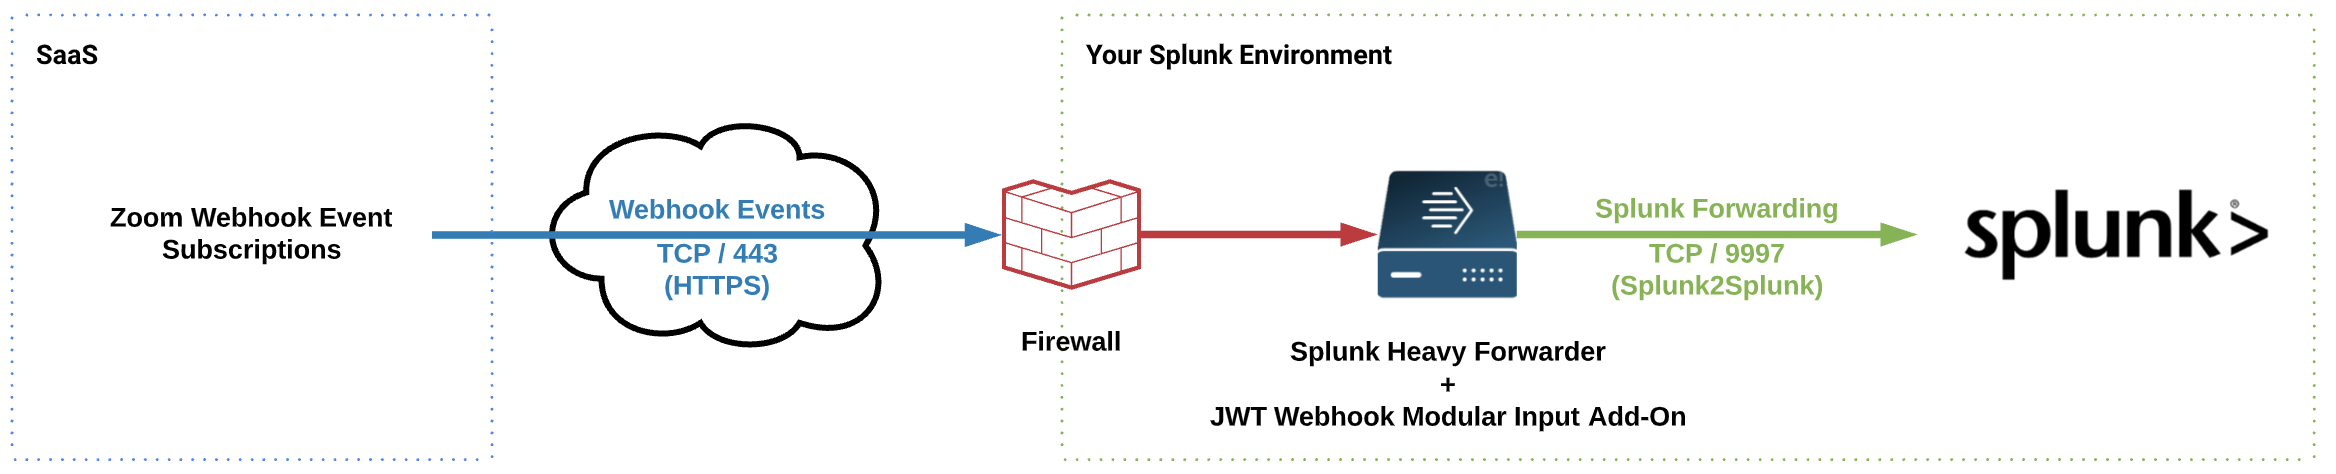 SaaS
Your Splunk Environment
Zoom Webhook Event
Subscriptions
Webhook Events
TCP / 443
(HTTPS)
Firewall
e!
Splunk Heavy Forwarder
+
JWT Webhook Modular Input Add-On
Splunk Forwarding
TCP / 9997
(Splunk2Splunk)
splunk®>